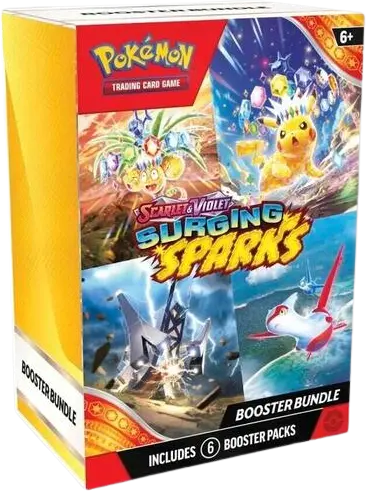 POKÉMON
TRADING CARD GAME
6+
SCARLET & VIOLET
SURGING
SPARKS
BOOSTER BUNDLE
BOOSTER BUNDLE
INCLUDES 6 BOOSTER PACKS